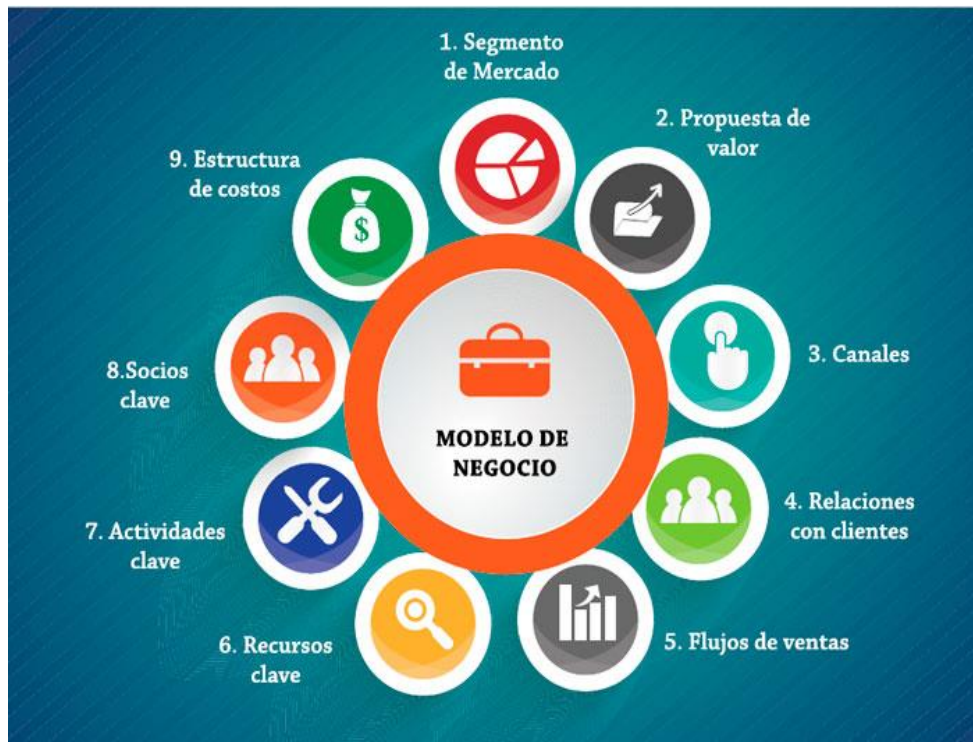 1. Segmento
de Mercado
2. Propuesta de
valor
3. Canales
4. Relaciones
con clientes
5. Flujos de ventas
6. Recursos
clave
7. Actividades
clave
8.Socios
clave
9. Estructura
de costos
$
MODELO DE
NEGOCIO